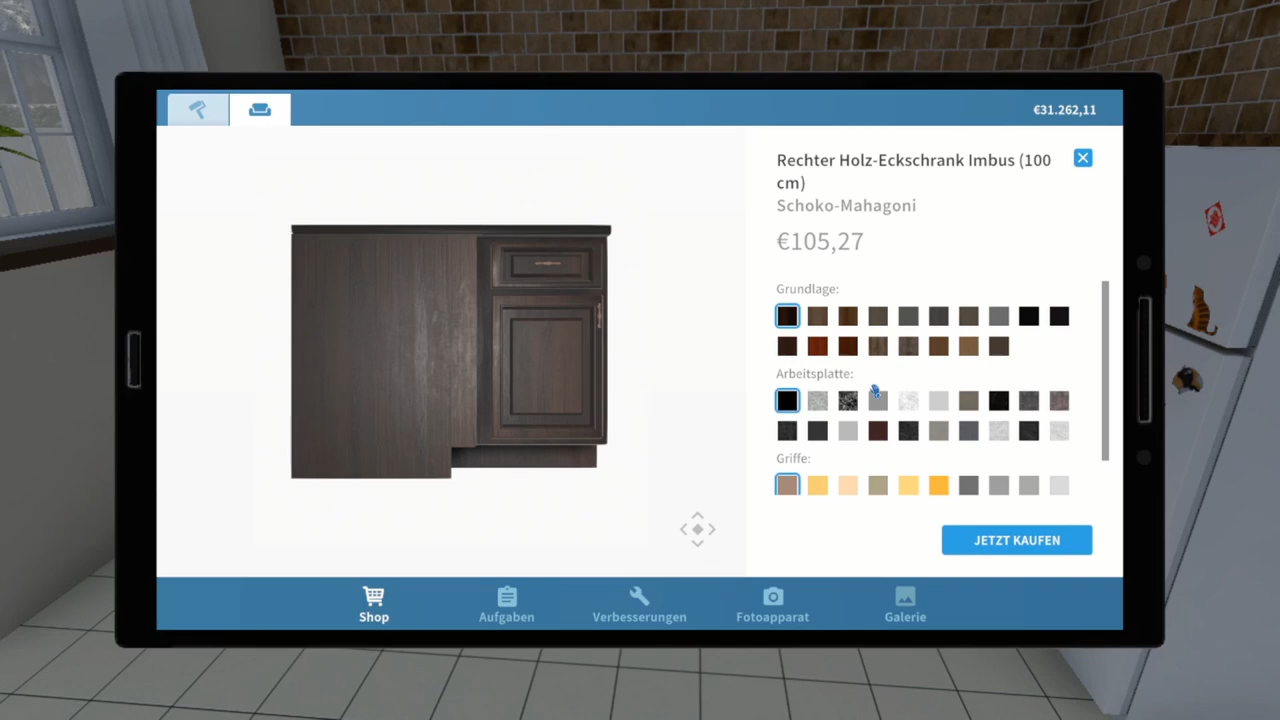 €31.262,11
Rechter Holz-Eckschrank Imbus (100
cm)
Schoko-Mahagoni
€105,27
Grundlage:
Arbeitsplatte:
Griffe:
JETZT KAUFEN
Shop
Aufgaben
Verbesserungen
Fotoapparat
Galerie